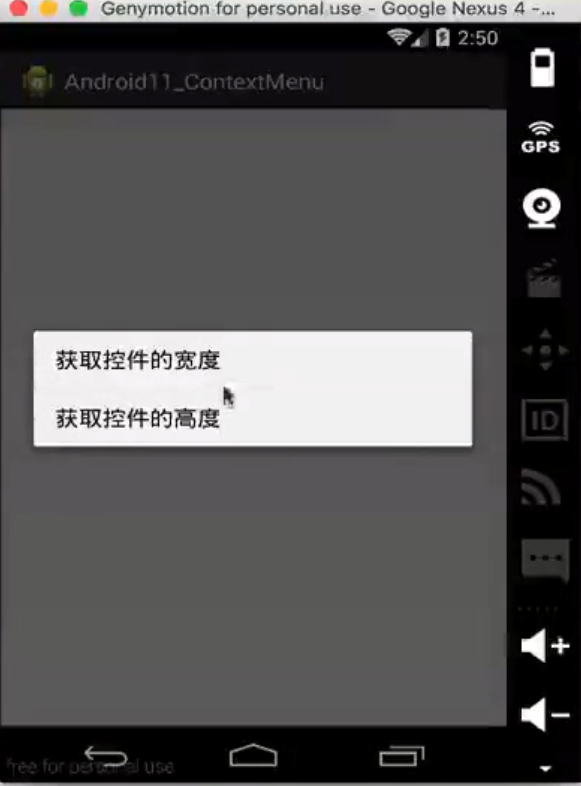 Genymotion for personal use - Google Nexus 4 -...
2:50
Android11_ContextMenu
GPS
获取控件的宽度
获取控件的高度
ID
free for personal use